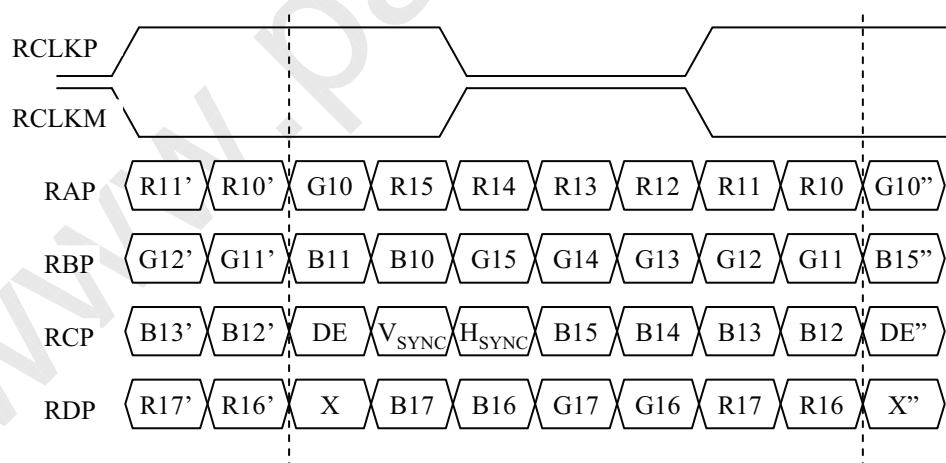 RCLKP
RCLKM
RAP R11’ R10’ G10 R15 R14 R13 R12 R11 R10 G10”
RBP G12’ G11’ B11 B10 G15 G14 G13 G12 G11 B15”
RCP B13’ B12’ DE VSYNC HSYNC B15 B14 B13 B12 DE”
RDP R17’ R16’ X B17 B16 G17 G16 R17 R16 X”
www.pa